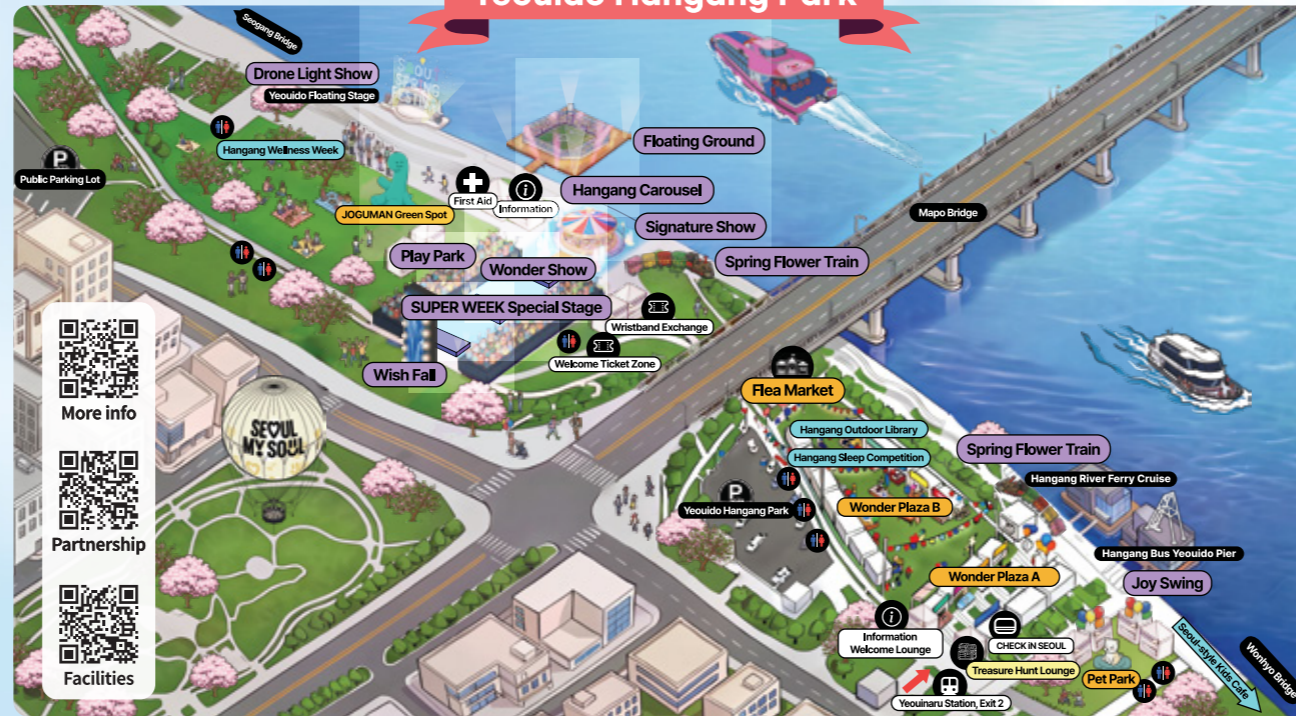 Yeouido Hangang Park
Seogang Bridge
Drone Light Show
Yeouido Floating Stage
Hangang Wellness Week
P
Public Parking Lot
JOGUMAN Green Spot
First Aid
Information
Floating Ground
Hangang Carousel
Signature Show
Spring Flower Train
Play Park
Wonder Show
SUPER WEEK Special Stage
Wristband Exchange
Welcome Ticket Zone
Wish Fall
Mapo Bridge
SEOUL
MY SOUL
More info
Partnership
Facilities
Flea Market
Hangang Outdoor Library
Hangang Sleep Competition
Spring Flower Train
Hangang River Ferry Cruise
P
Yeouido Hangang Park
Wonder Plaza B
Hangang Bus Yeouido Pier
Wonder Plaza A
Joy Swing
Information
Welcome Lounge
CHECK iN SEOUL
Treasure Hunt Lounge
Pet Park
Yeouinaru Station, Exit 2
Seoul-style Kids Cafe
Wonhyo Bridge